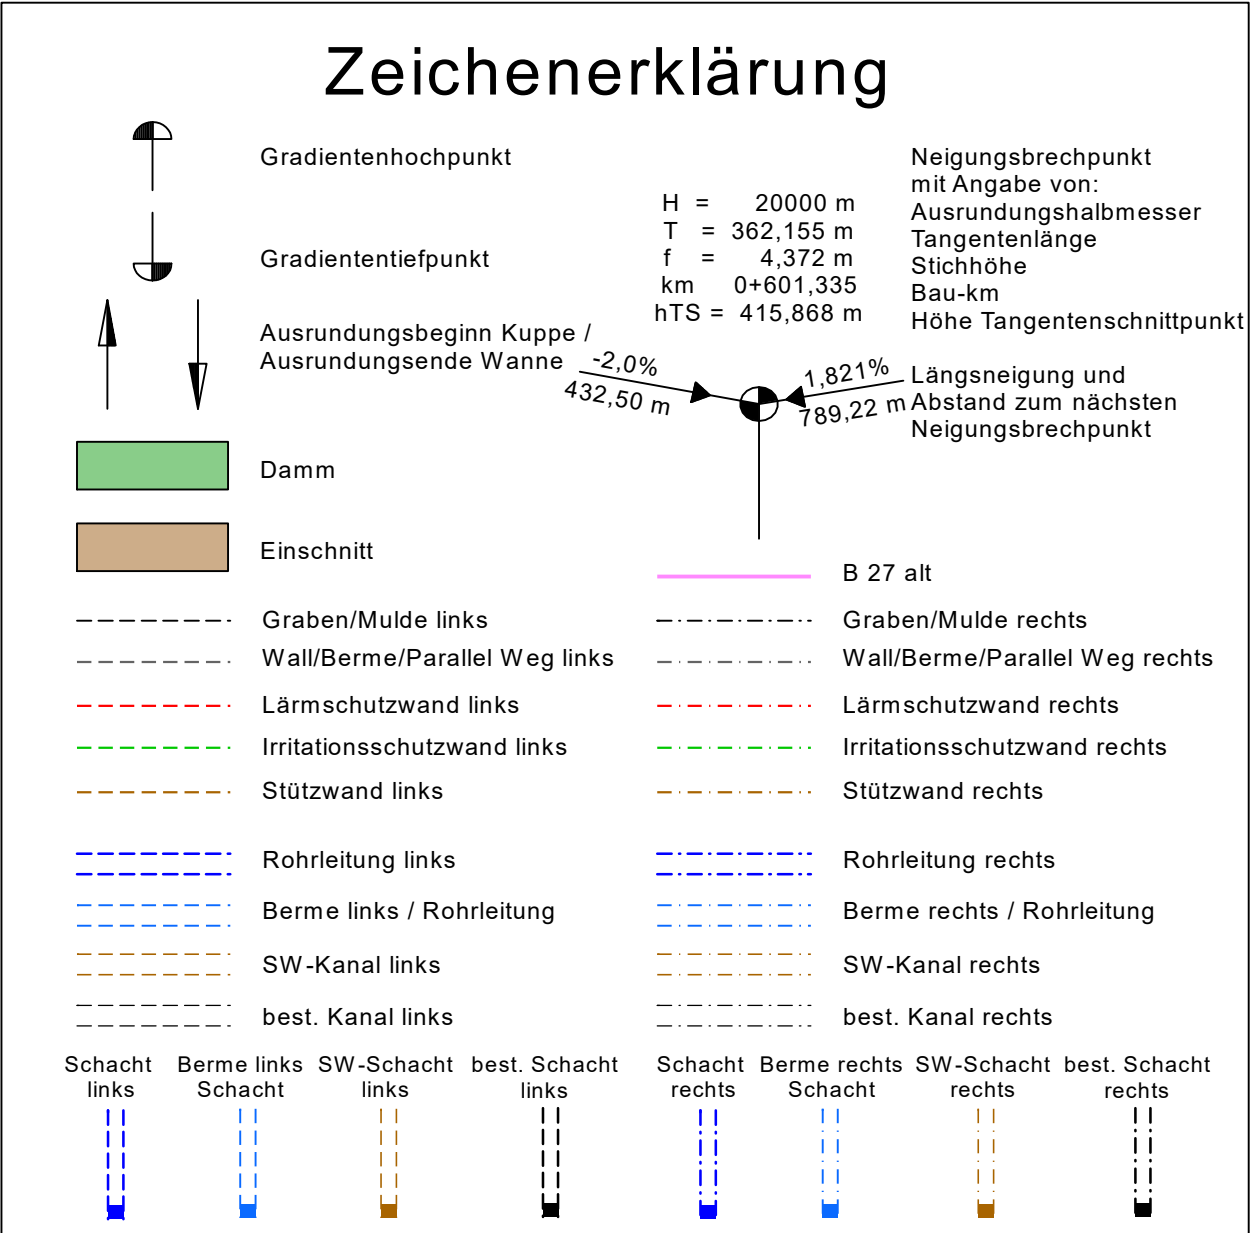 Zeichenerklärung
Gradientenhochpunkt
Gradiententiefpunkt
Ausrundungsbeginn Kuppe /
Ausrundungsende Wanne
H = 20000 m
T = 362,155 m
f = 4,372 m
km 0+601,335
hTS = 415,868 m
Neigungsbrechpunkt
mit Angabe von:
Ausrundungshalbmesser
Tangentenlänge
Stichhöhe
Bau-km
Höhe Tangentenschnittpunkt
-2,0%
432,50 m
1,821%
789,22 m
Längsneigung und
Abstand zum nächsten
Neigungsbrechpunkt
Damm
Einschnitt
B 27 alt
Graben/Mulde links
Graben/Mulde rechts
Wall/Berme/Parallel Weg links
Wall/Berme/Parallel Weg rechts
Lärmschutzwand links
Lärmschutzwand rechts
Irritationsschutzwand links
Irritationsschutzwand rechts
Stützwand links
Stützwand rechts
Rohrleitung links
Rohrleitung rechts
Berme links / Rohrleitung
Berme rechts / Rohrleitung
SW-Kanal links
SW-Kanal rechts
best. Kanal links
best. Kanal rechts
Schacht
links
Berme links
Schacht
SW-Schacht
links
best. Schacht
links
Schacht
rechts
Berme rechts
Schacht
SW-Schacht
rechts
best. Schacht
rechts